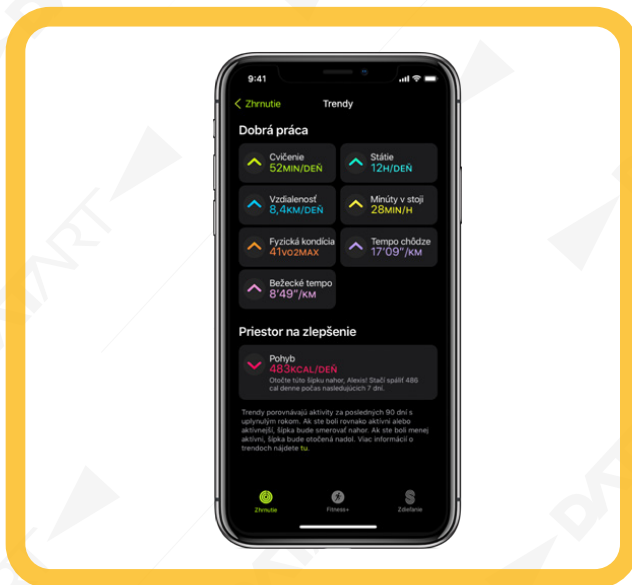 9:41
Zhrnutie
Trendy
Dobrá práca
Cvičenie
52MIN/DEŇ
Státie
12H/DEŇ
Vzdialenosť
8,4KM/DEŇ
Minúty v stoji
28MIN/H
Fyzická kondícia
41VO2MAX
Tempo chôdze
17'09"/KM
Bežecké tempo
8'49"/KM
Priestor na zlepšenie
Pohyb
483KCAL/DEŇ
Otočte túto šípku nahor, Alexis! Stačí spáliť 486
cal denne počas nasledujúcich 7 dní.
Trendy porovnávajú aktivity za posledných 90 dní s
uplynulým rokom. Ak ste boli rovnako aktívni alebo
aktívnejší, šípka bude smerovať nahor. Ak ste boli menej
aktívni, šípka bude otočená nadol. Viac informácií o
trendoch nájdete tu.
Zhrnutie
Fitness+
Zdieľanie
DATART